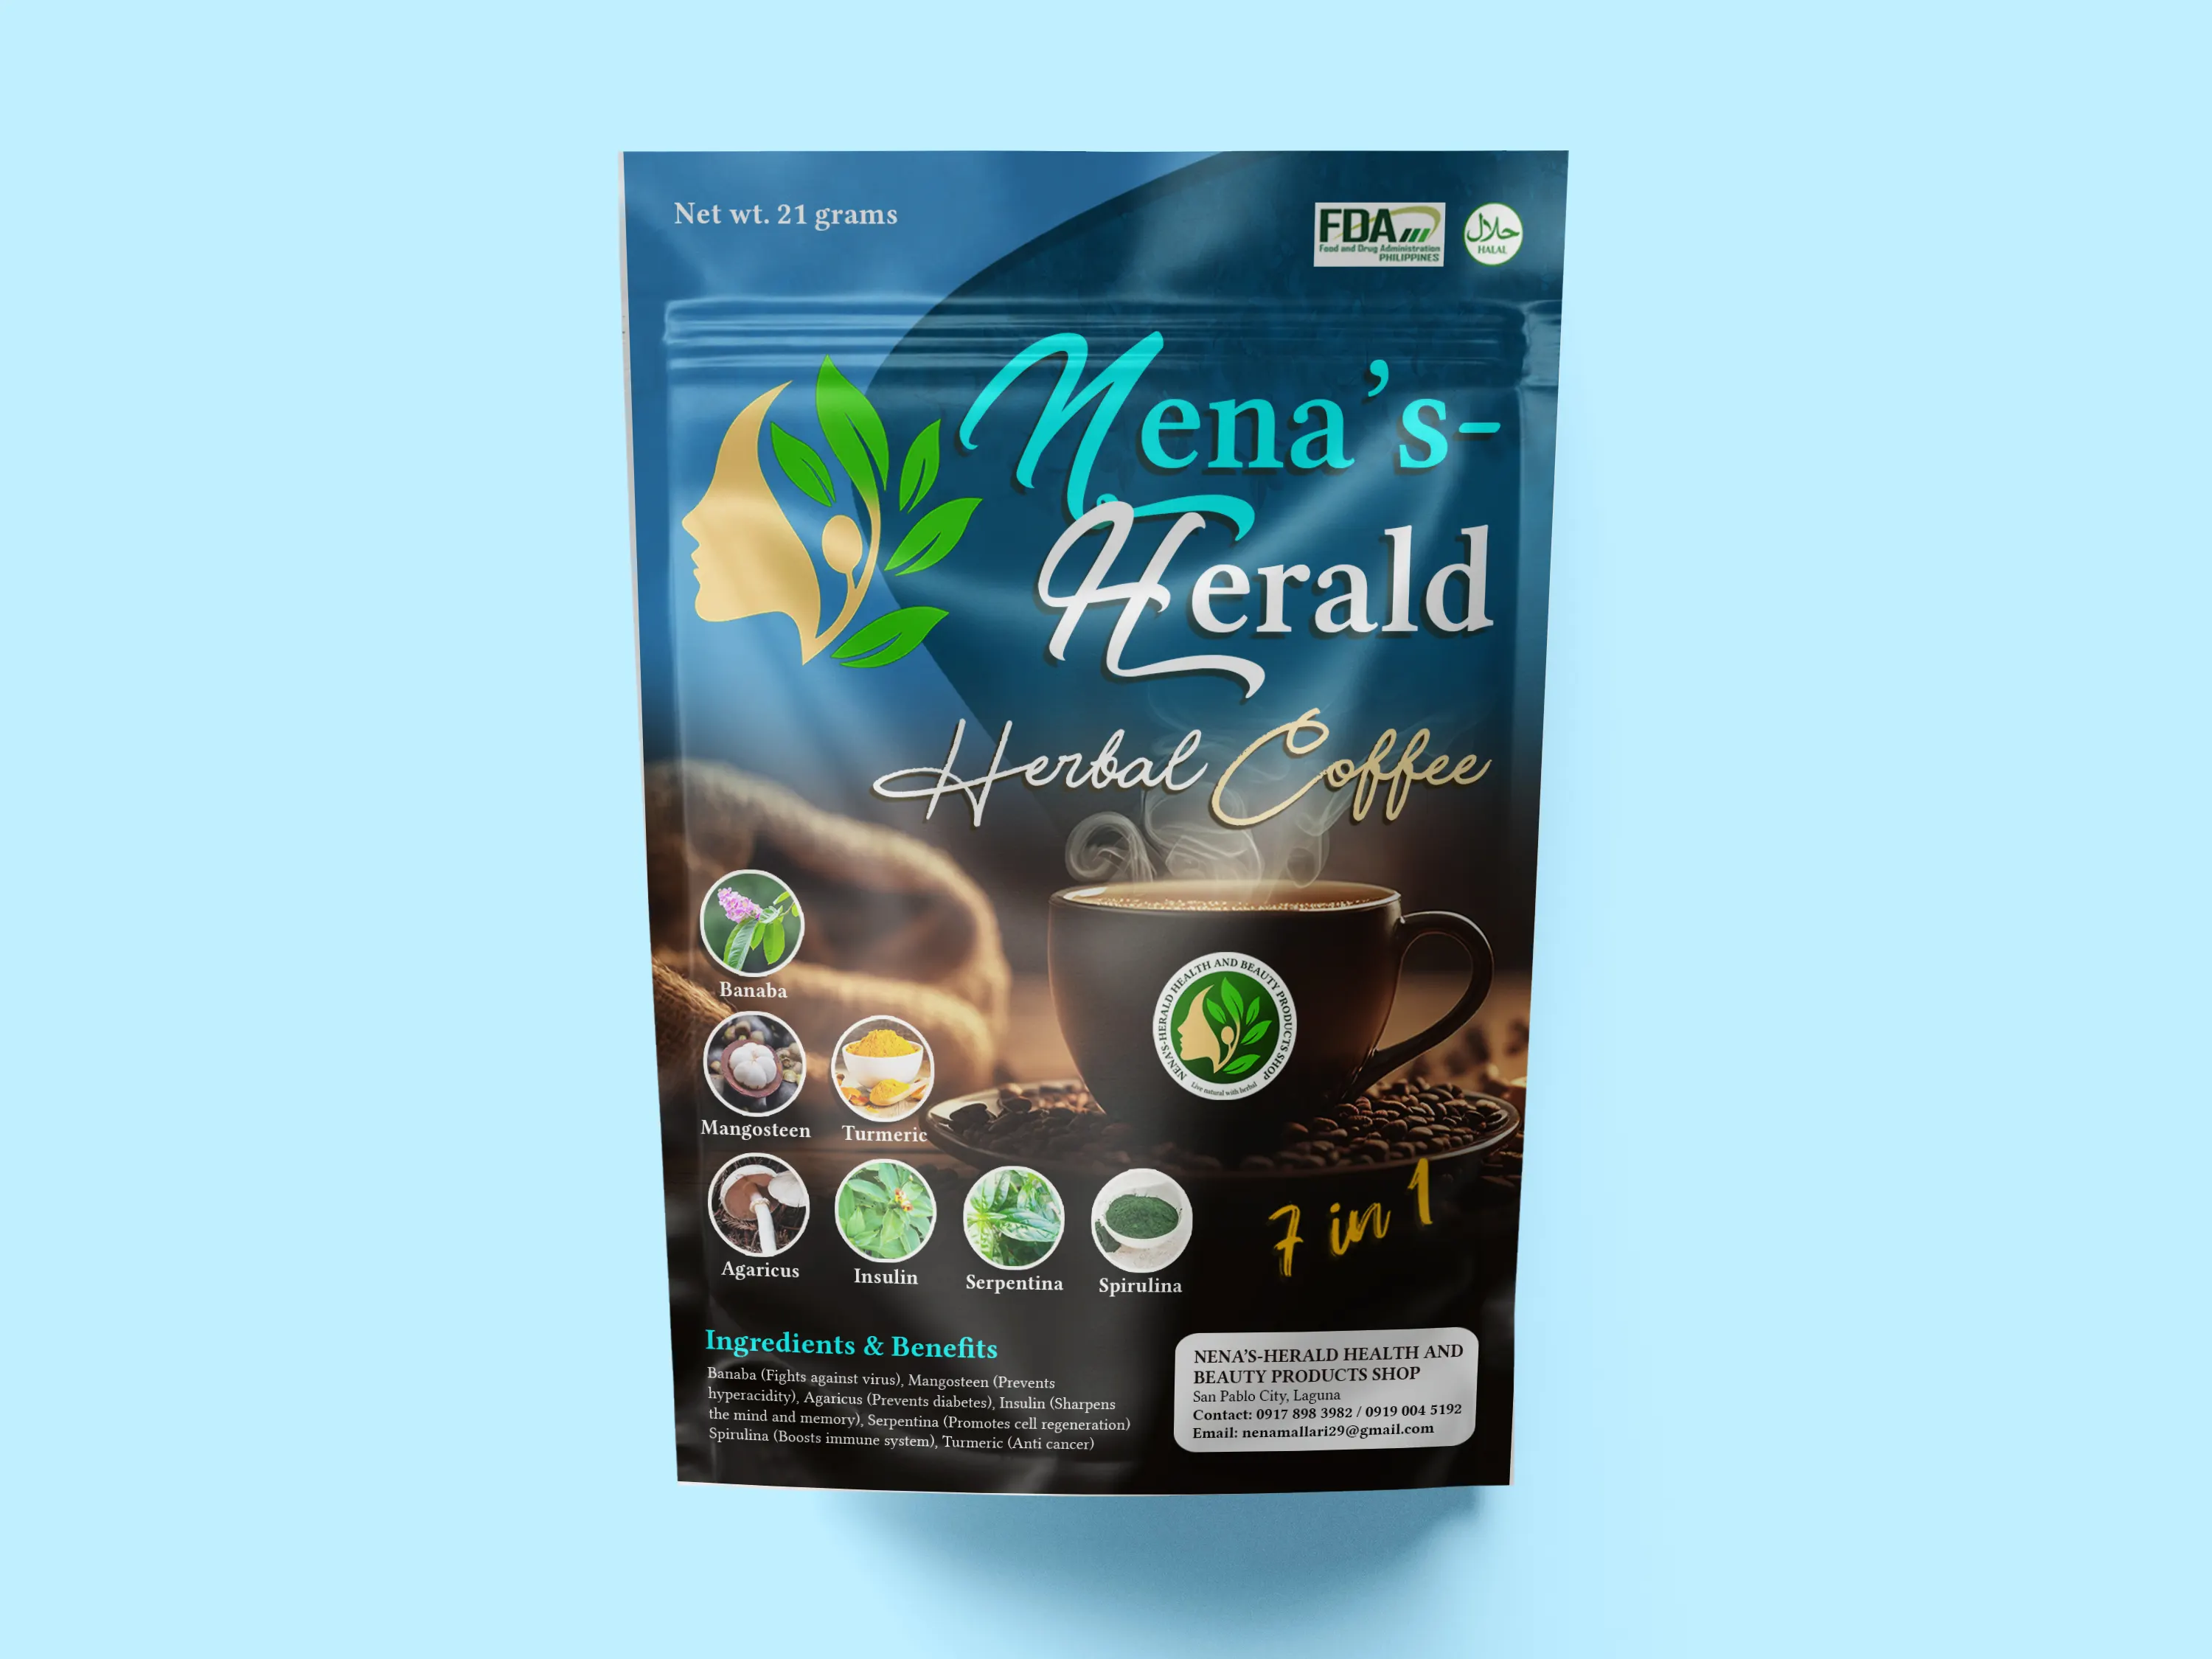 Net wt. 21 grams
FDA
Food and Drug Administration
PHILIPPINES
حلال
HALAL
Nena's-
Herald
Herbal Coffee
Banaba
NENA'S-HERALD HEALTH AND BEAUTY PRODUCTS SHOP
Live natural with herbal
Mangosteen
Turmeric
Agaricus
Insulin
Serpentina
Spirulina
7 in 1
Ingredients & Benefits
Banaba (Fights against virus), Mangosteen (Prevents
hyperacidity), Agaricus (Prevents diabetes), Insulin (Sharpens
the mind and memory), Serpentina (Promotes cell regeneration)
Spirulina (Boosts immune system), Turmeric (Anti cancer)
NENA'S-HERALD HEALTH AND
BEAUTY PRODUCTS SHOP
San Pablo City, Laguna
Contact: 0917 898 3982 / 0919 004 5192
Email: nenamallari29@gmail.com